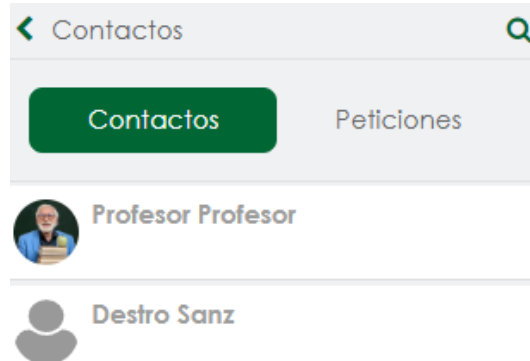 Contactos
Contactos Peticiones
Profesor Profesor
Destro Sanz